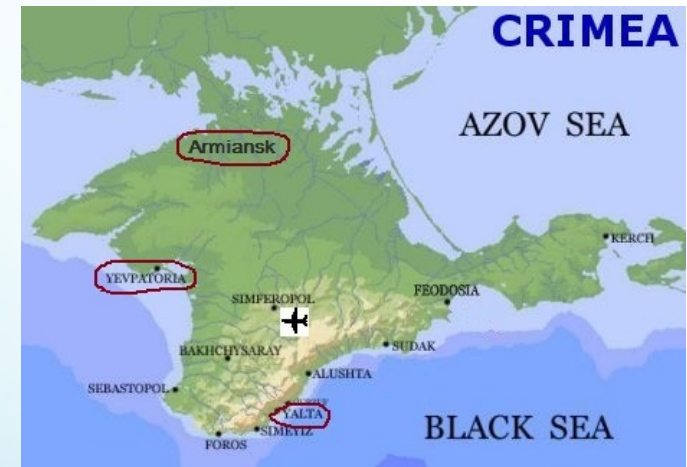 CRIMEA
AZOV SEA
Armiansk
KERCH
YEVPATORIA
SIMFEROPOL
FEODOSIA
BAKHCHYSARAY
SUDAK
ALUSHTA
SEBASTOPOL
YALTA
SIMEYIZ
FOROS
BLACK SEA